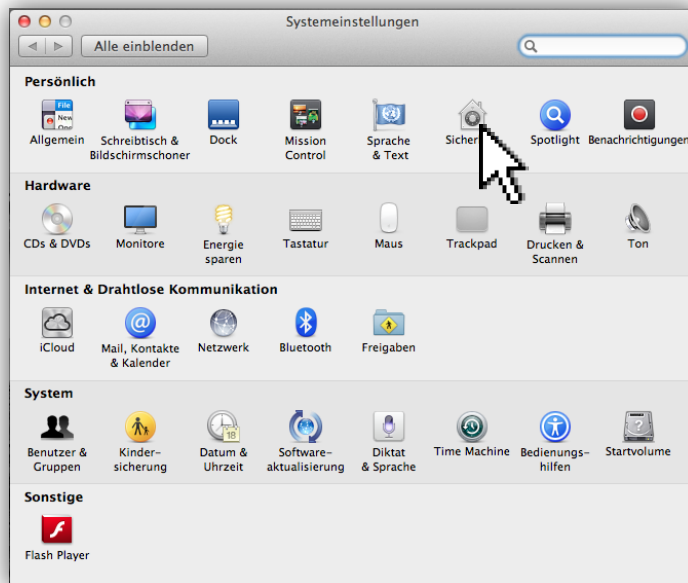 Systemeinstellungen
Alle einblenden
Persönlich
Allgemein
Schreibtisch &
Bildschirmschoner
Dock
Mission
Control
Sprache
& Text
Sicher
Spotlight
Benachrichtigungen
Hardware
CDs & DVDs
Monitore
Energie
sparen
Tastatur
Maus
Trackpad
Drucken &
Scannen
Ton
Internet & Drahtlose Kommunikation
iCloud
Mail, Kontakte
& Kalender
Netzwerk
Bluetooth
Freigaben
System
Benutzer &
Gruppen
Kinder-
sicherung
Datum &
Uhrzeit
Software-
aktualisierung
Diktat
& Sprache
Time Machine
Bedienungs-
hilfen
Startvolume
Sonstige
Flash Player